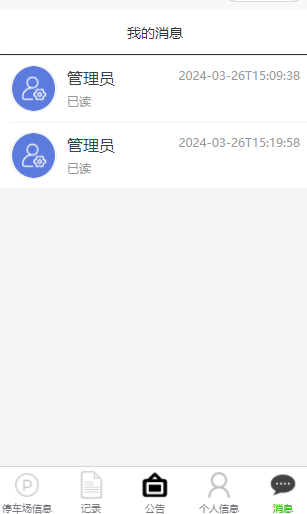 我的消息
管理员 2024-03-26T15:09:38
已读
管理员 2024-03-26T15:19:58
已读
P
停车场信息 记录 公告 个人信息 消息